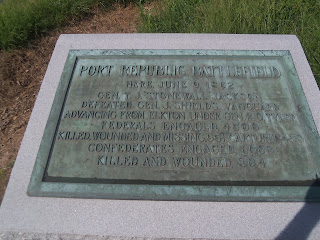 PORT REPUBLIC BATTLEFIELD
HERE JUNE 9, 1862
GEN. T. J. STONEWALL JACKSON
DEFEATED GEN. J. SHIELDS' VANGUARD
ADVANCING FROM ELKTON UNDER GEN.
FEDERALS ENGAGED
KILLED WOUNDED AND MISSING
CONFEDERATES ENGAGED
KILLED AND WOUNDED